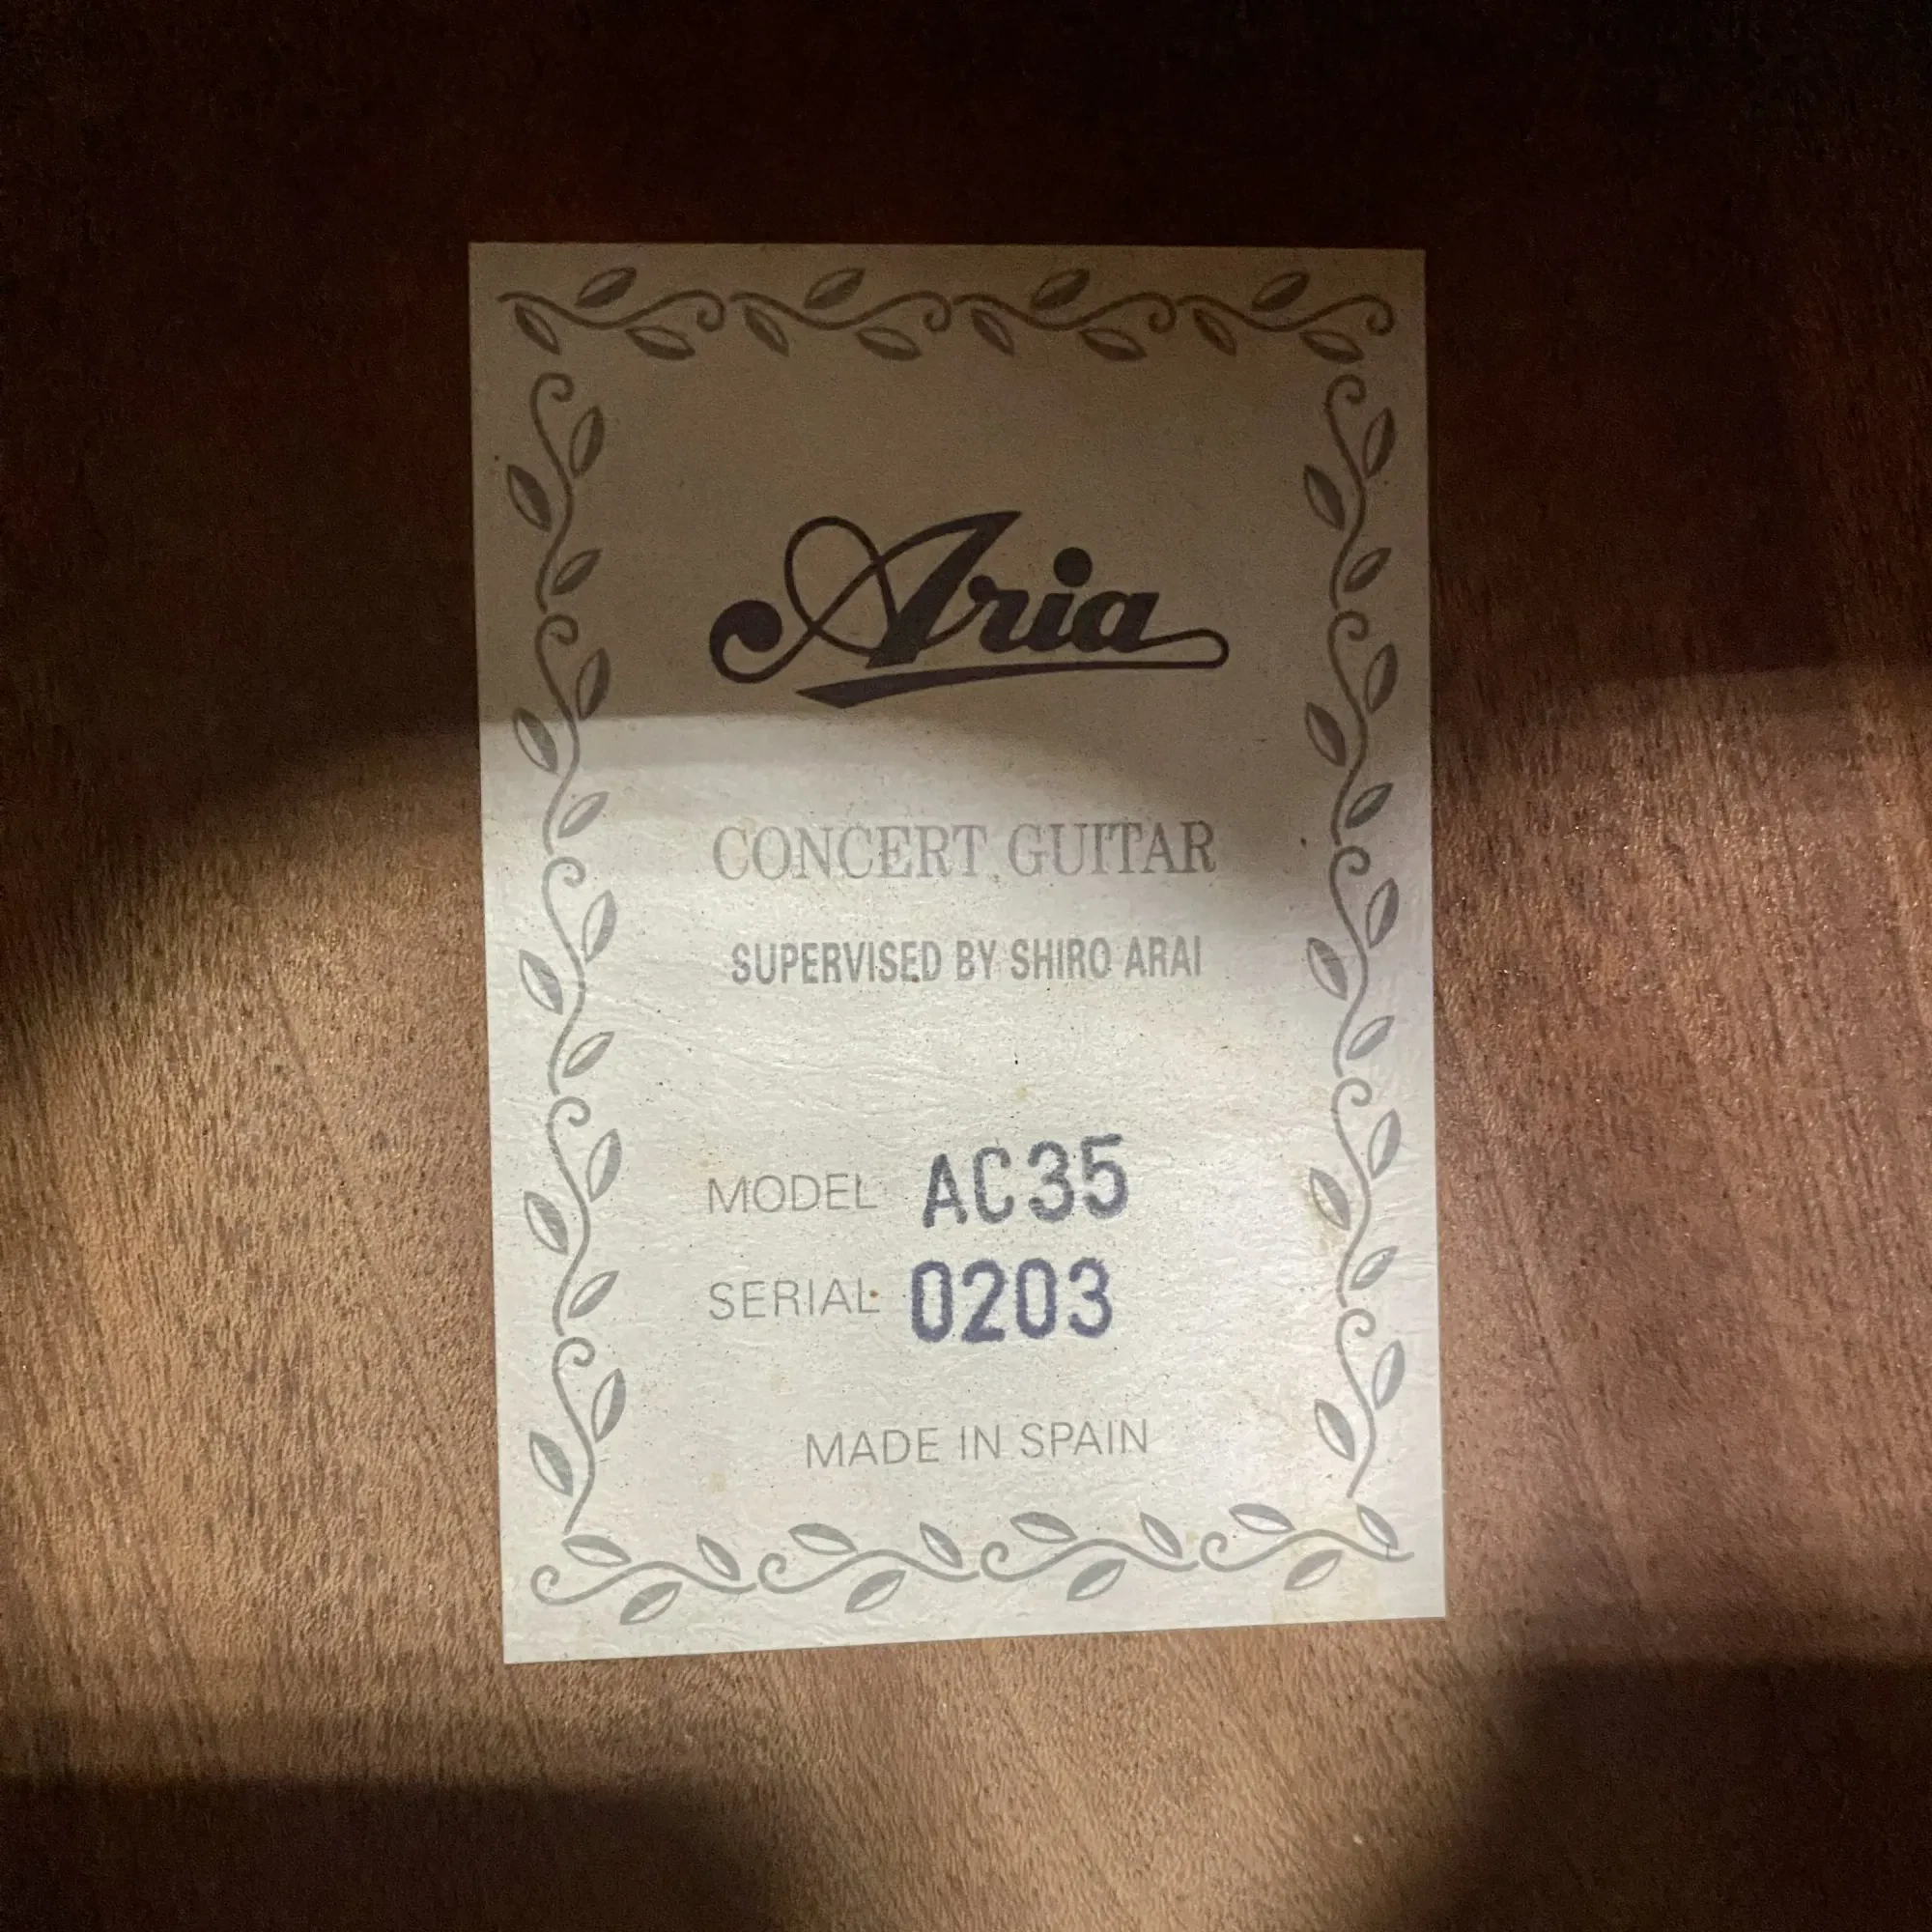 Aria
CONCERT GUITAR
SUPERVISED BY SHIRO ARAI
MODEL AC35
SERIAL 0203
MADE IN SPAIN